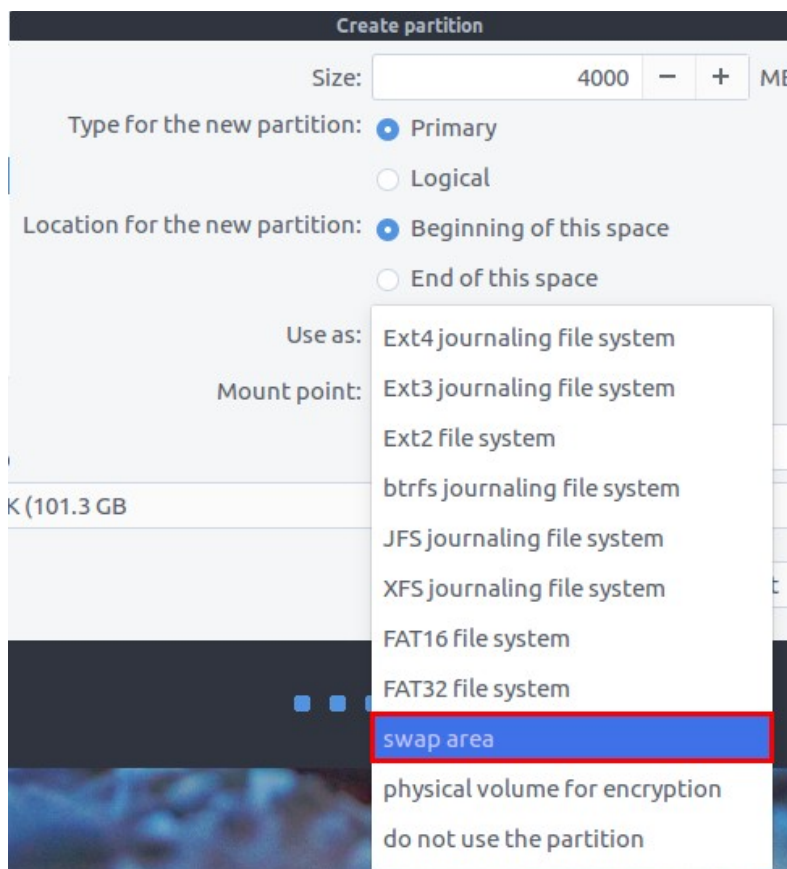 Create partition
Size: 4000 − +
Type for the new partition: Primary
Logical
Location for the new partition: Beginning of this space
End of this space
Use as: Ext4 journaling file system
Mount point: Ext3 journaling file system
Ext2 file system
btrfs journaling file system
K (101.3 GB
JFS journaling file system
XFS journaling file system
FAT16 file system
FAT32 file system
swap area
physical volume for encryption
do not use the partition